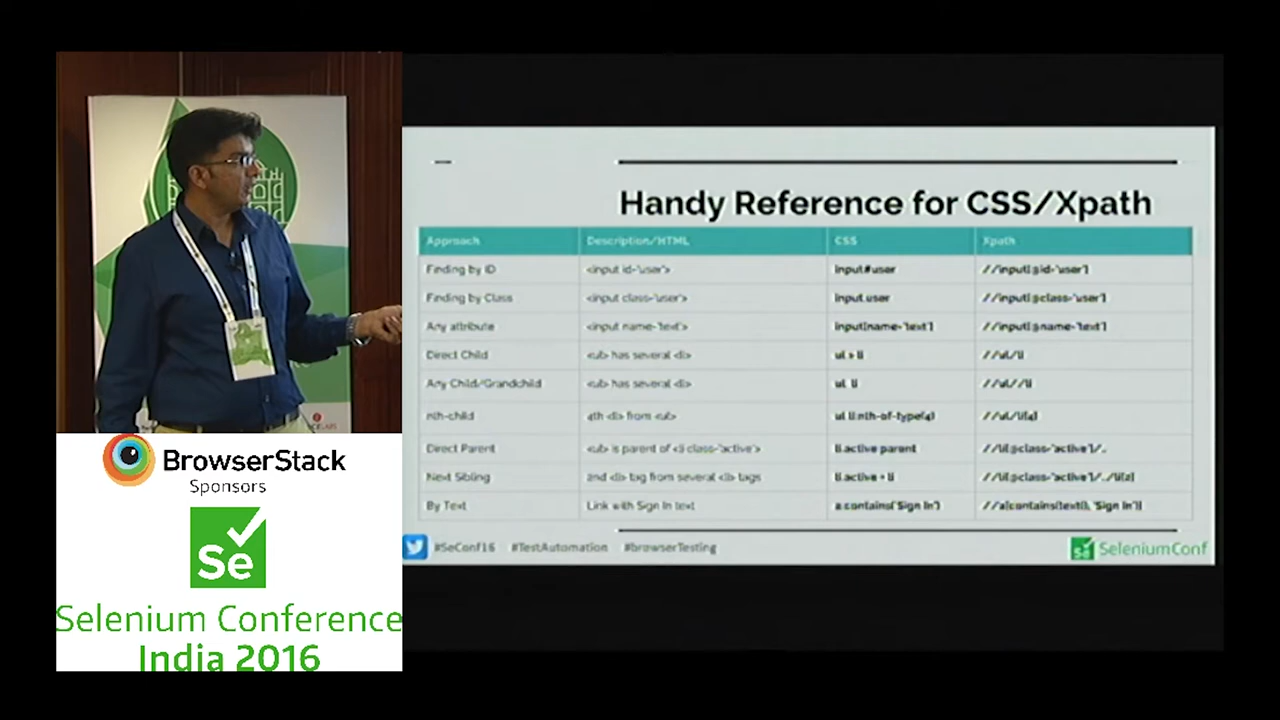 Handy Reference for CSS/Xpath
Approach Description/HTML CSS Xpath
Finding by ID <input id='user'> input#user //input[@id='user']
Finding by Class <input class='user'> input.user //input[@class='user']
Any attribute <input name='text'> input[name='text'] //input[@name='text']
Direct Child <ul> has several <li> ul > li //ul/li
Any Child/Grandchild <ul> has several <li> ul li //ul//li
nth-child 4th <li> from <ul> ul li:nth-of-type(4) //ul/li[4]
Direct Parent <ul> is parent of <li class='active'> li.active:parent //li[@class='active']/..
Next Sibling 2nd <li> tag from several <li> tags li.active + li //li[@class='active']/../li[2]
By Text Link with Sign In text a:contains('Sign In') //a[contains(text(), 'Sign In')]
#SeConf16 #TestAutomation #browserTesting
Se SeleniumConf
BrowserStack
Sponsors
Se
Selenium Conference
India 2016